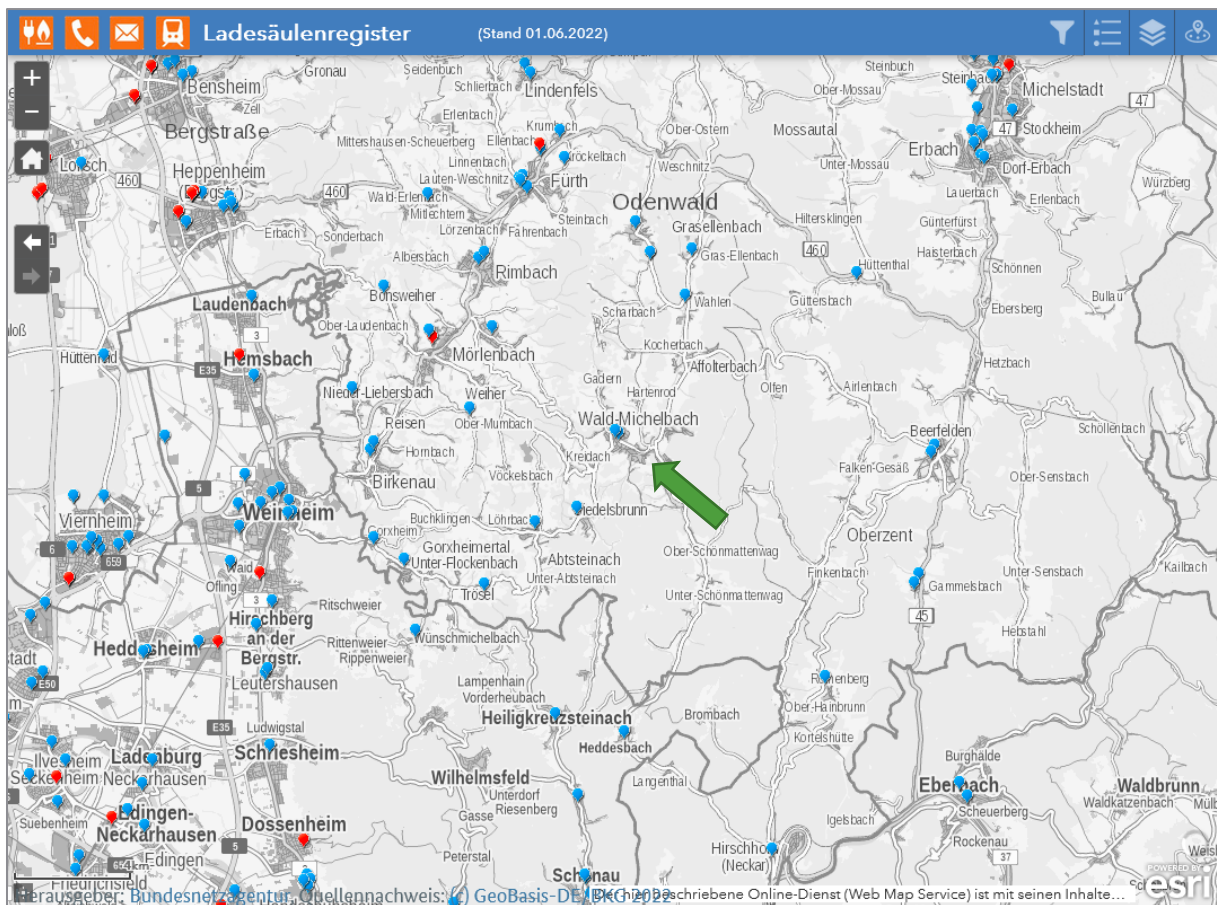 Ladesäulenregister
(Stand 01.06.2022)
Gronau
Seidenbuch
Schlierbach
Lindenfels
Steinbuch
Bensheim
Zell
Ober-Mossau
Michelstadt
47
Erlenbach
Krumbach
Bergstraße
Mittershausen-Scheuerberg
Ellenbach
Ober-Ostern
Mossautal
47
Stockheim
Lorsch
Heppenheim
Linnenbach
Kröckelbach
Weschnitz
Unter-Mossau
Erbach
Dorf-Erbach
460
460
Lauten-Weschnitz
Fürth
Würzberg
Wald-Erlenbach
Odenwald
Lauerbach
Erlenbach
Mitlechtern
Steinbach
Hiltersklingen
Günterfürst
Erbach
Sonderbach
Lörzenbach
Fahrenbach
Grasellenbach
460
Haisterbach
Albersbach
Rimbach
Gras-Ellenbach
Hüttenthal
Schönnen
Bonsweiher
Wahlen
Güttersbach
Bullau
Laudenbach
Scharbach
Ebersberg
Ober-Laudenbach
3
Kocherbach
Hüttenfeld
Hemsbach
Mörlenbach
Affolterbach
Hetzbach
E35
Gadern
Nieder-Liebersbach
Weiher
Hartenrod
Olfen
Airlenbach
Reisen
Ober-Mumbach
Wald-Michelbach
Schöllenbach
Beerfelden
Hornbach
Kreidach
Falken-Gesäß
Birkenau
Vöckelsbach
Ober-Sensbach
5
Viernheim
Weinheim
Buchklingen
Löhrbach
Siedelsbrunn
Gorxheim
Oberzent
6
659
Gorxheimertal
Abtsteinach
Ober-Schönmattenwag
Unter-Flockenbach
Finkenbach
Unter-Sensbach
Kailbach
Waid
Ofling
Unter-Abtsteinach
Gammelsbach
Trösel
Unter-Schönmattenwag
3
Ritschweier
45
Hirschberg
an der
Bergstr.
Wünschmichelbach
Hebstahl
Heddesheim
Rittenweier
Rippenweier
E50
Leutershausen
Lampenhain
Rothenberg
Vorderheubach
Ober-Hainbrunn
E35
Ludwigstal
Heiligkreuzsteinach
Brombach
Kortelshütte
Ladenburg
Schriesheim
Heddesbach
Burghälde
Ilvesheim
Seckenheim
Neckarhausen
Wilhelmsfeld
Langenthal
Eberbach
Waldbrunn
Unterdorf
Riesenberg
Waldkatzenbach
Suebenheim
Edingen-
Neckarhausen
Gasse
Scheuerberg
Dossenheim
Igelsbach
5
Rockenau
Edingen
Peterstal
Hirschhorn
(Neckar)
37
Friedrichsfeld
Schönau
POWERED BY
esri
Herausgeber: Bundesnetzagentur, Quellennachweis: (c) GeoBasis-DE / BKG 2022